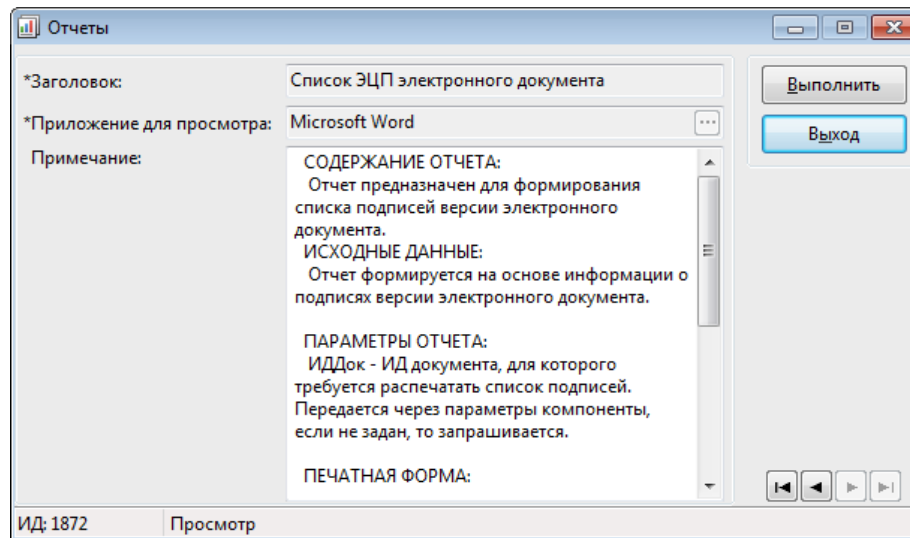 Отчеты
*Заголовок:
Список ЭЦП электронного документа
*Приложение для просмотра:
Microsoft Word
...
Примечание:
СОДЕРЖАНИЕ ОТЧЕТА:
Отчет предназначен для формирования
списка подписей версии электронного
документа.
ИСХОДНЫЕ ДАННЫЕ:
Отчет формируется на основе информации о
подписях версии электронного документа.
ПАРАМЕТРЫ ОТЧЕТА:
ИДДок - ИД документа, для которого
требуется распечатать список подписей.
Передается через параметры компоненты,
если не задан, то запрашивается.
ПЕЧАТНАЯ ФОРМА:
Выполнить
Выход
ИД: 1872
Просмотр